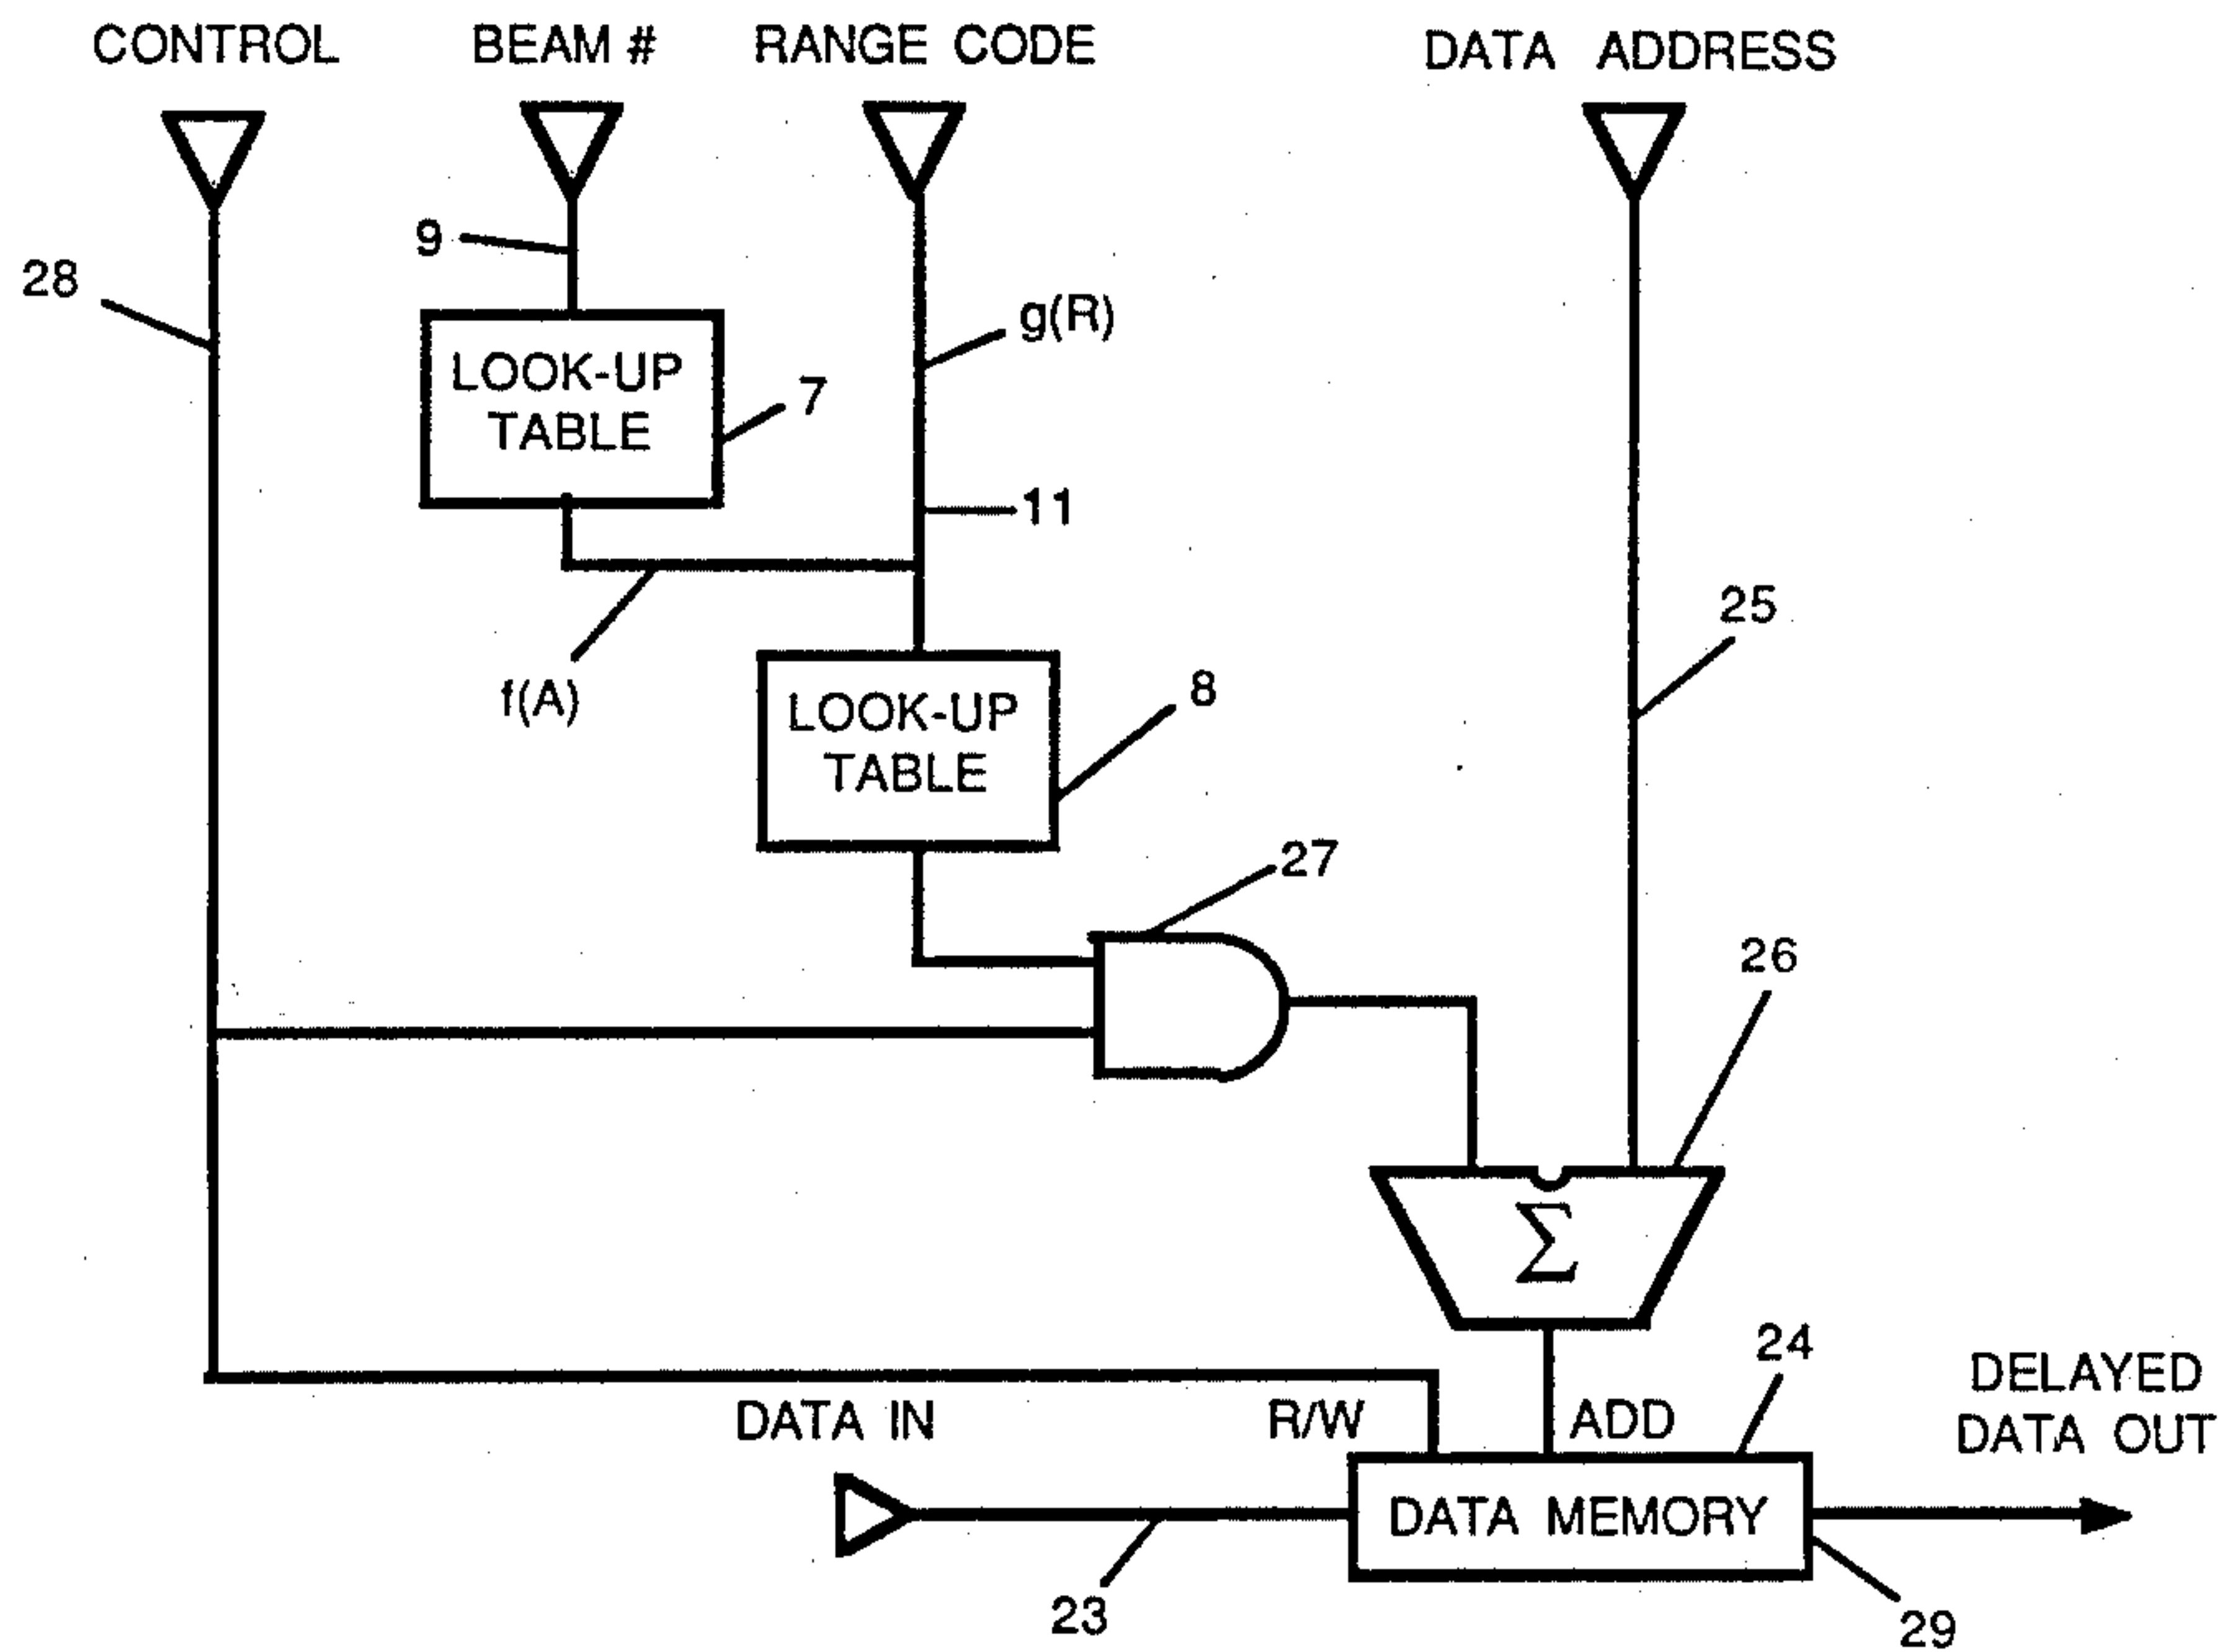 CONTROL
BEAM #
RANGE CODE
DATA ADDRESS
9
28
g(R)
LOOK-UP
TABLE
7
11
25
f(A)
LOOK-UP
TABLE
8
27
26
Σ
24
DELAYED
DATA OUT
DATA IN
R/W
ADD
DATA MEMORY
23
29